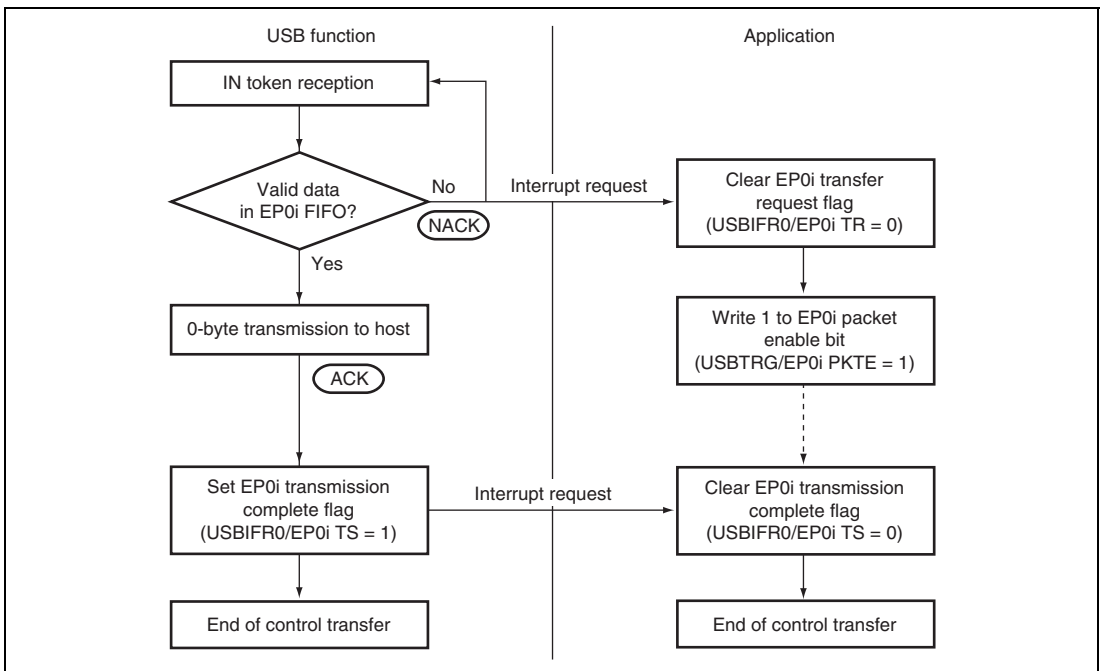 USB function
Application
IN token reception
Valid data
in EP0i FIFO?
No
NACK
Interrupt request
Clear EP0i transfer
request flag
(USBIFR0/EP0i TR = 0)
Yes
0-byte transmission to host
ACK
Write 1 to EP0i packet
enable bit
(USBTRG/EP0i PKTE = 1)
Set EP0i transmission
complete flag
(USBIFR0/EP0i TS = 1)
Interrupt request
Clear EP0i transmission
complete flag
(USBIFR0/EP0i TS = 0)
End of control transfer
End of control transfer